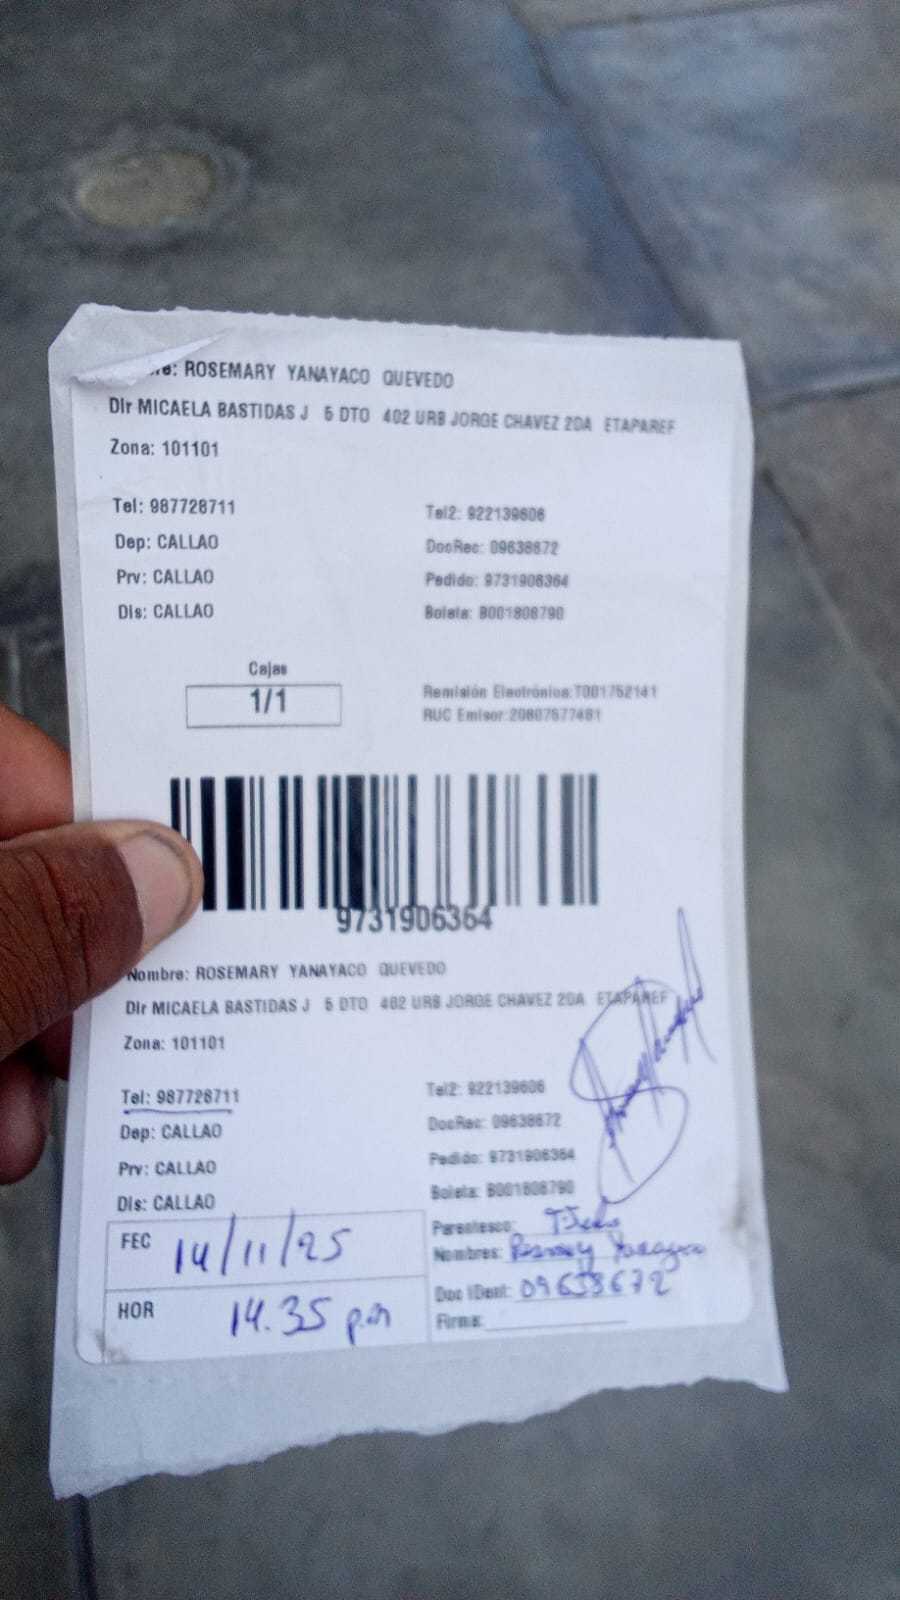 re: ROSEMARY YANAYACO QUEVEDO
Dir MICAELA BASTIDAS J 5 DTO 402 URB JORGE CHAVEZ 2DA ETAPAREF
Zona: 101101
Tel: 987728711 Tel2: 922139606
Dep: CALLAO DocRec: 09638672
Prv: CALLAO Pedido: 9731906364
Dis: CALLAO Boleta: B001808790
Cajas
1/1
Remisión Electrónica:T001752141
RUC Emisor:20607677481
9731906364
Nombre: ROSEMARY YANAYACO QUEVEDO
Dir MICAELA BASTIDAS J 5 DTO 402 URB JORGE CHAVEZ 2DA ETAPAREF
Zona: 101101
Tel: 987728711 Tel2: 922139606
Dep: CALLAO DocRec: 09638672
Prv: CALLAO Pedido: 9731906364
Dis: CALLAO Boleta: B001808790
FEC 14/11/25
HOR 14.35 p.m
Parentesco:
Nombres:
Doc IDent: 09638672
Firma: